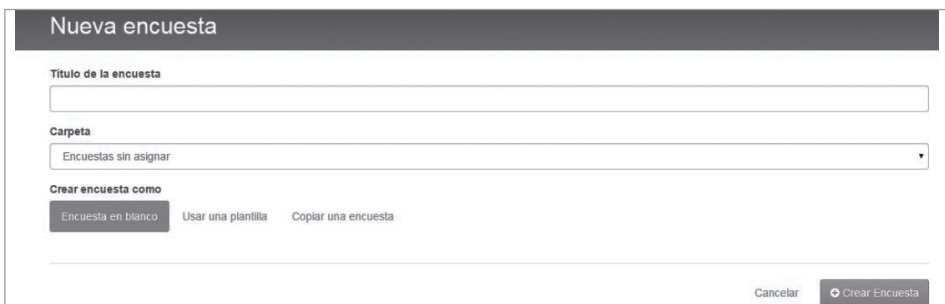 Nueva encuesta
Título de la encuesta
Carpeta
Encuestas sin asignar
Crear encuesta como
Encuesta en blanco Usar una plantilla Copiar una encuesta
Cancelar Crear Encuesta